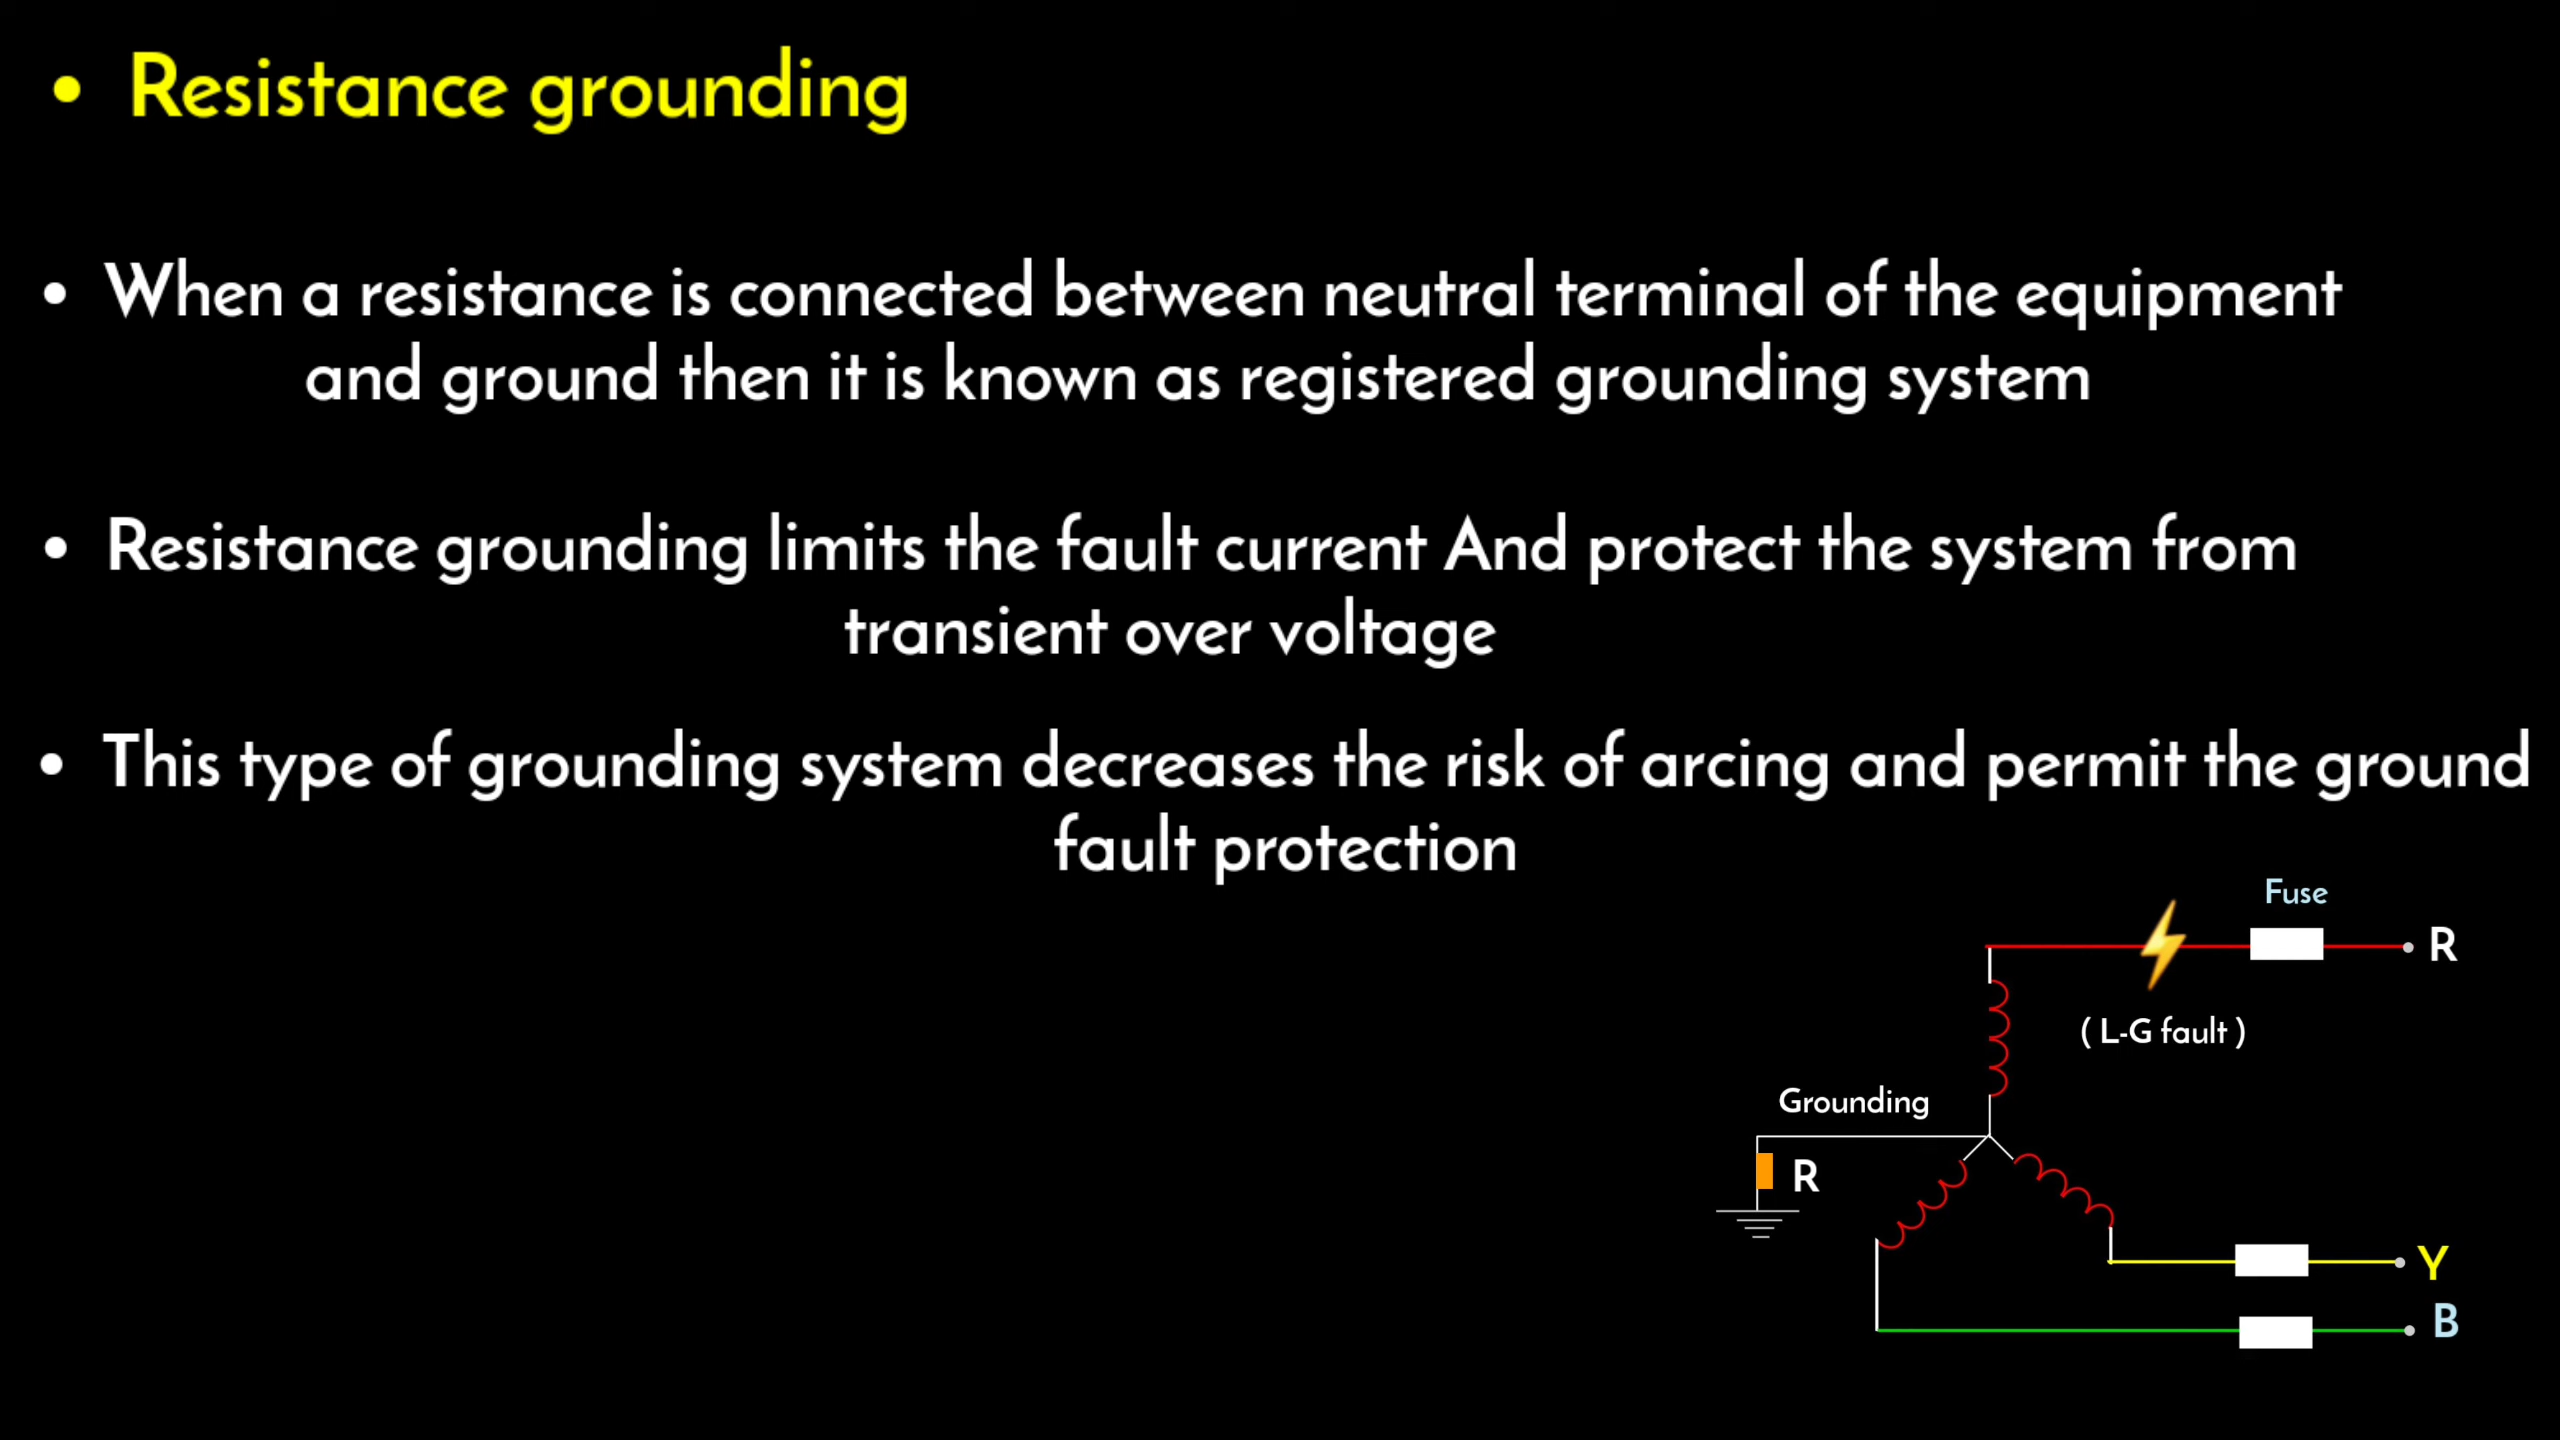 • Resistance grounding
• When a resistance is connected between neutral terminal of the equipment
and ground then it is known as registered grounding system
• Resistance grounding limits the fault current And protect the system from
transient over voltage
• This type of grounding system decreases the risk of arcing and permit the ground
fault protection
Fuse
R
( L-G fault )
Grounding
R
Y
B